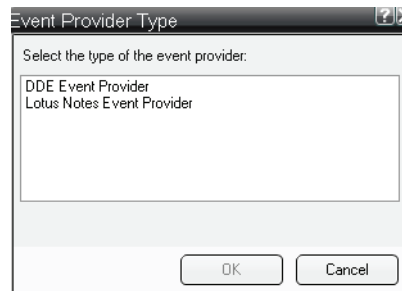 Event Provider Type
Select the type of the event provider:
DDE Event Provider
Lotus Notes Event Provider
OK
Cancel